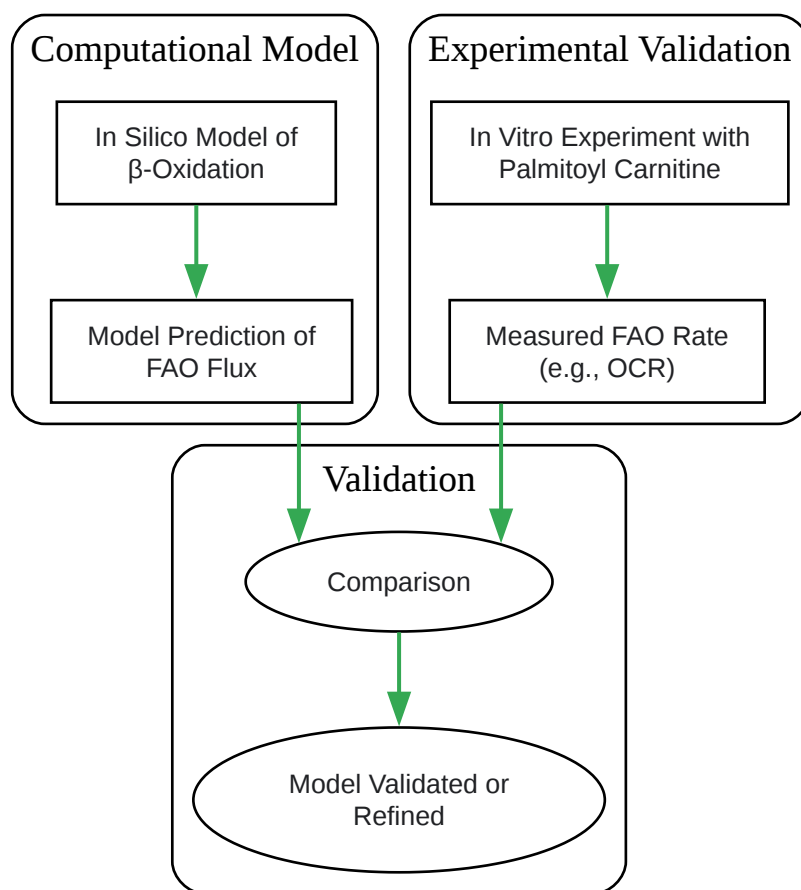 Computational Model
In Silico Model of
β-Oxidation
Model Prediction of
FAO Flux
Experimental Validation
In Vitro Experiment with
Palmitoyl Carnitine
Measured FAO Rate
(e.g., OCR)
Validation
Comparison
Model Validated or
Refined